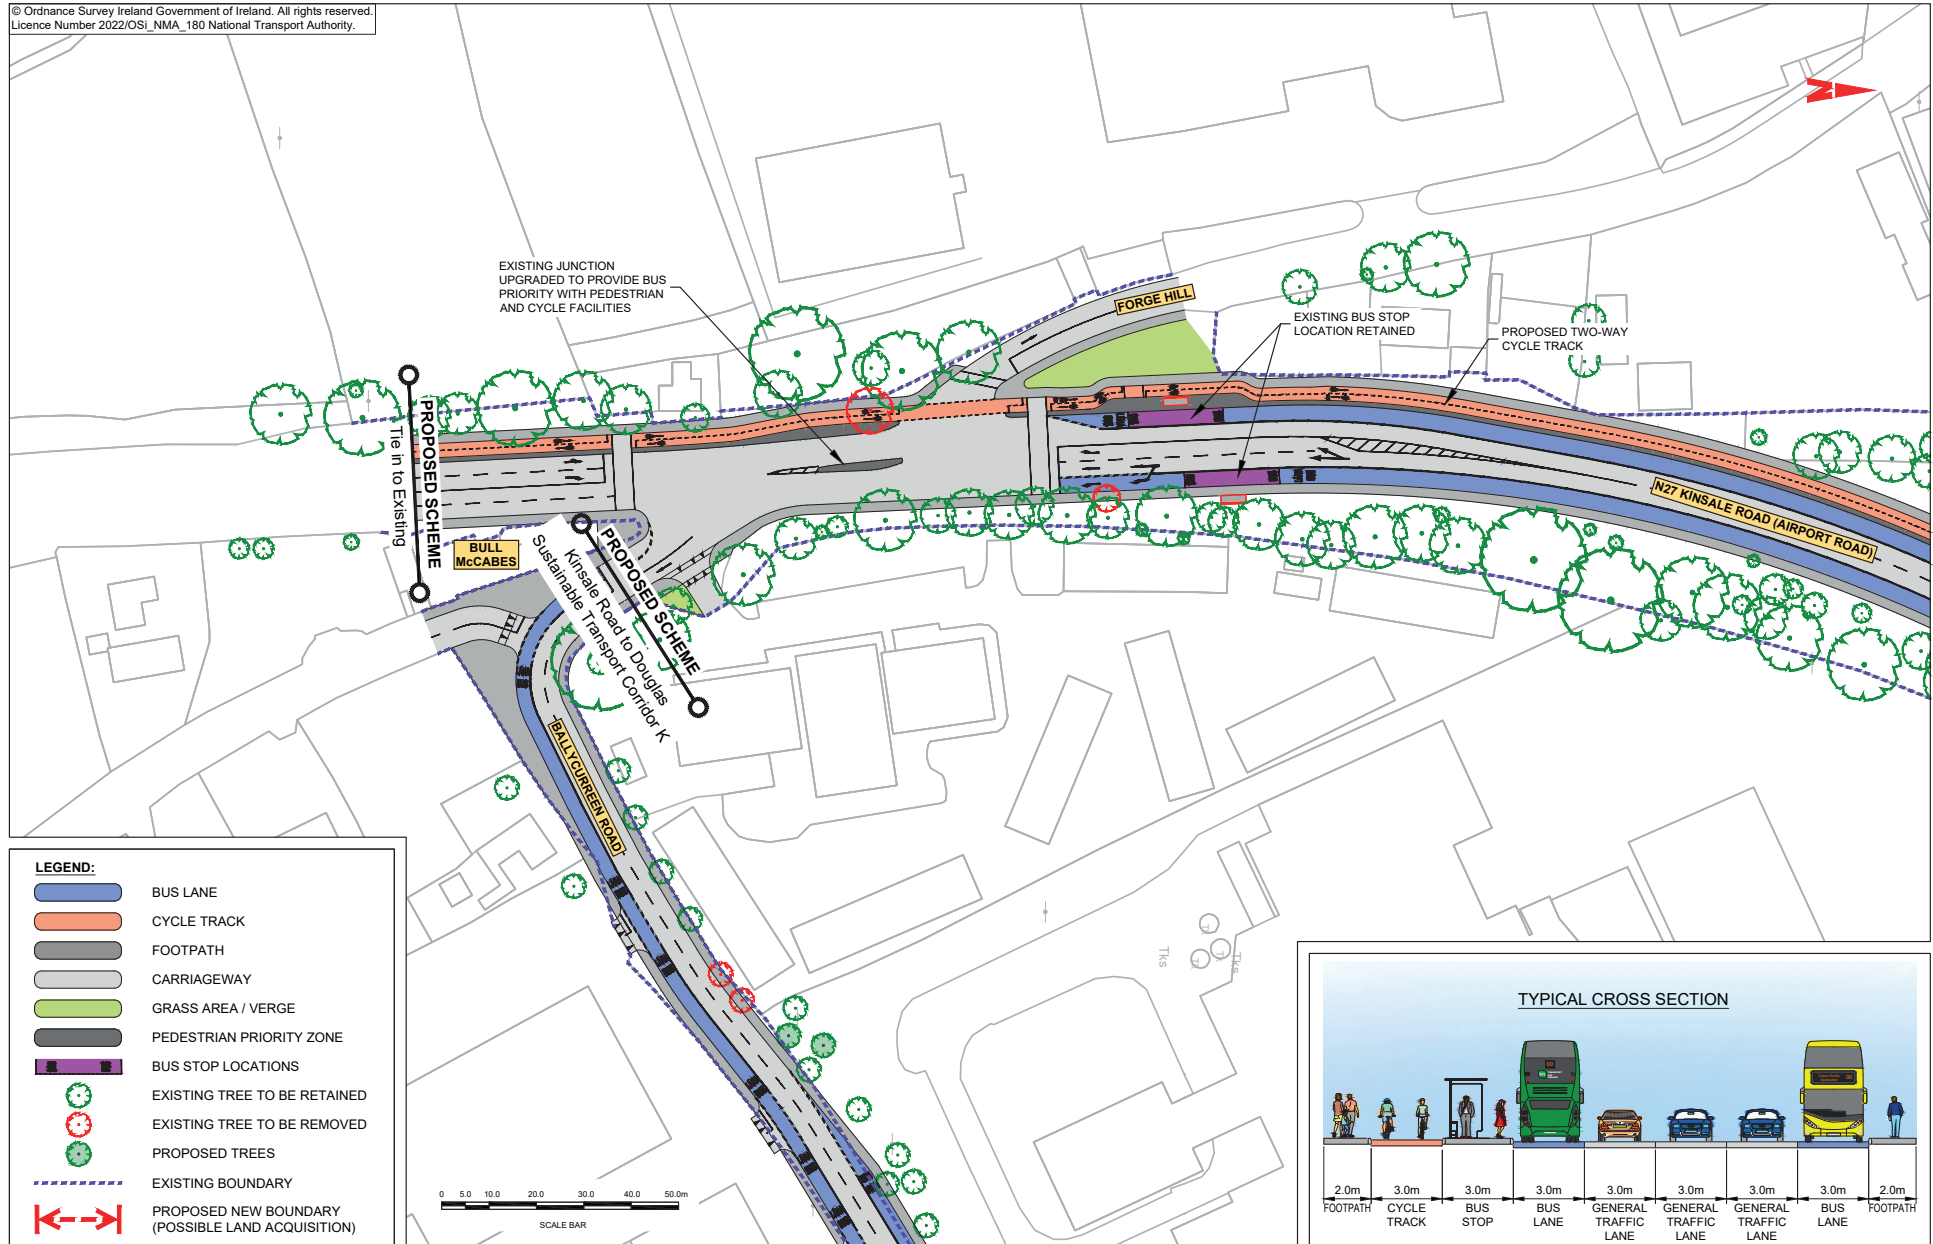 © Ordnance Survey Ireland Government of Ireland. All rights reserved.
Licence Number 2022/OSi_NMA_180 National Transport Authority.
N
EXISTING JUNCTION
UPGRADED TO PROVIDE BUS
PRIORITY WITH PEDESTRIAN
AND CYCLE FACILITIES
FORGE HILL
EXISTING BUS STOP
LOCATION RETAINED
PROPOSED TWO-WAY
CYCLE TRACK
PROPOSED SCHEME
Tie in to Existing
N27 KINSALE ROAD (AIRPORT ROAD)
BULL
McCABES
PROPOSED SCHEME
Kinsale Road to Douglas
Sustainable Transport Corridor K
BALLYCURREEN ROAD
Tks
Tk
Tk
Tk
Tks
LEGEND:
BUS LANE
CYCLE TRACK
FOOTPATH
CARRIAGEWAY
GRASS AREA / VERGE
PEDESTRIAN PRIORITY ZONE
BUS STOP LOCATIONS
EXISTING TREE TO BE RETAINED
EXISTING TREE TO BE REMOVED
PROPOSED TREES
EXISTING BOUNDARY
PROPOSED NEW BOUNDARY
(POSSIBLE LAND ACQUISITION)
0 5.0 10.0 20.0 30.0 40.0 50.0m
SCALE BAR
TYPICAL CROSS SECTION
2.0m 3.0m 3.0m 3.0m 3.0m 3.0m 3.0m 3.0m 2.0m
FOOTPATH CYCLE TRACK BUS STOP BUS LANE GENERAL TRAFFIC LANE GENERAL TRAFFIC LANE GENERAL TRAFFIC LANE BUS LANE FOOTPATH